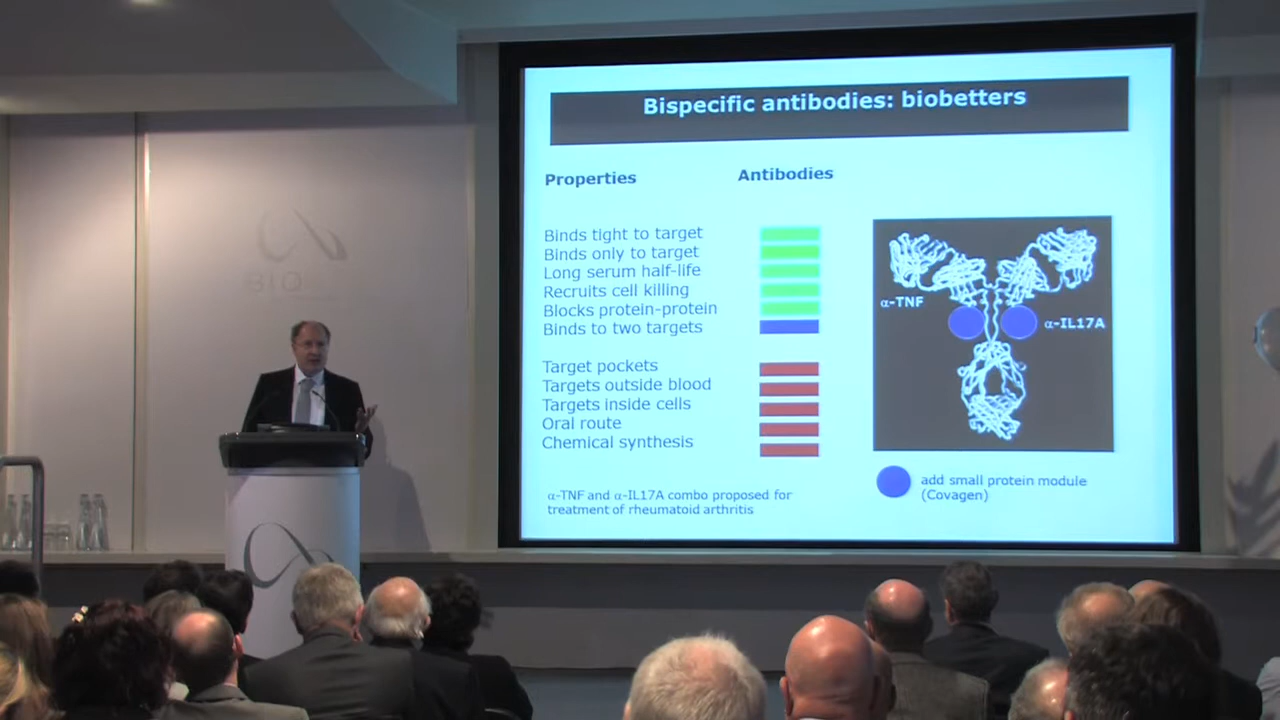 Bispecific antibodies: biobetters
Properties
Antibodies
Binds tight to target
Binds only to target
Long serum half-life
Recruits cell killing
Blocks protein-protein
Binds to two targets
Target pockets
Targets outside blood
Targets inside cells
Oral route
Chemical synthesis
α-TNF
α-IL17A
add small protein module
(Covagen)
α-TNF and α-IL17A combo proposed for
treatment of rheumatoid arthritis
BIO